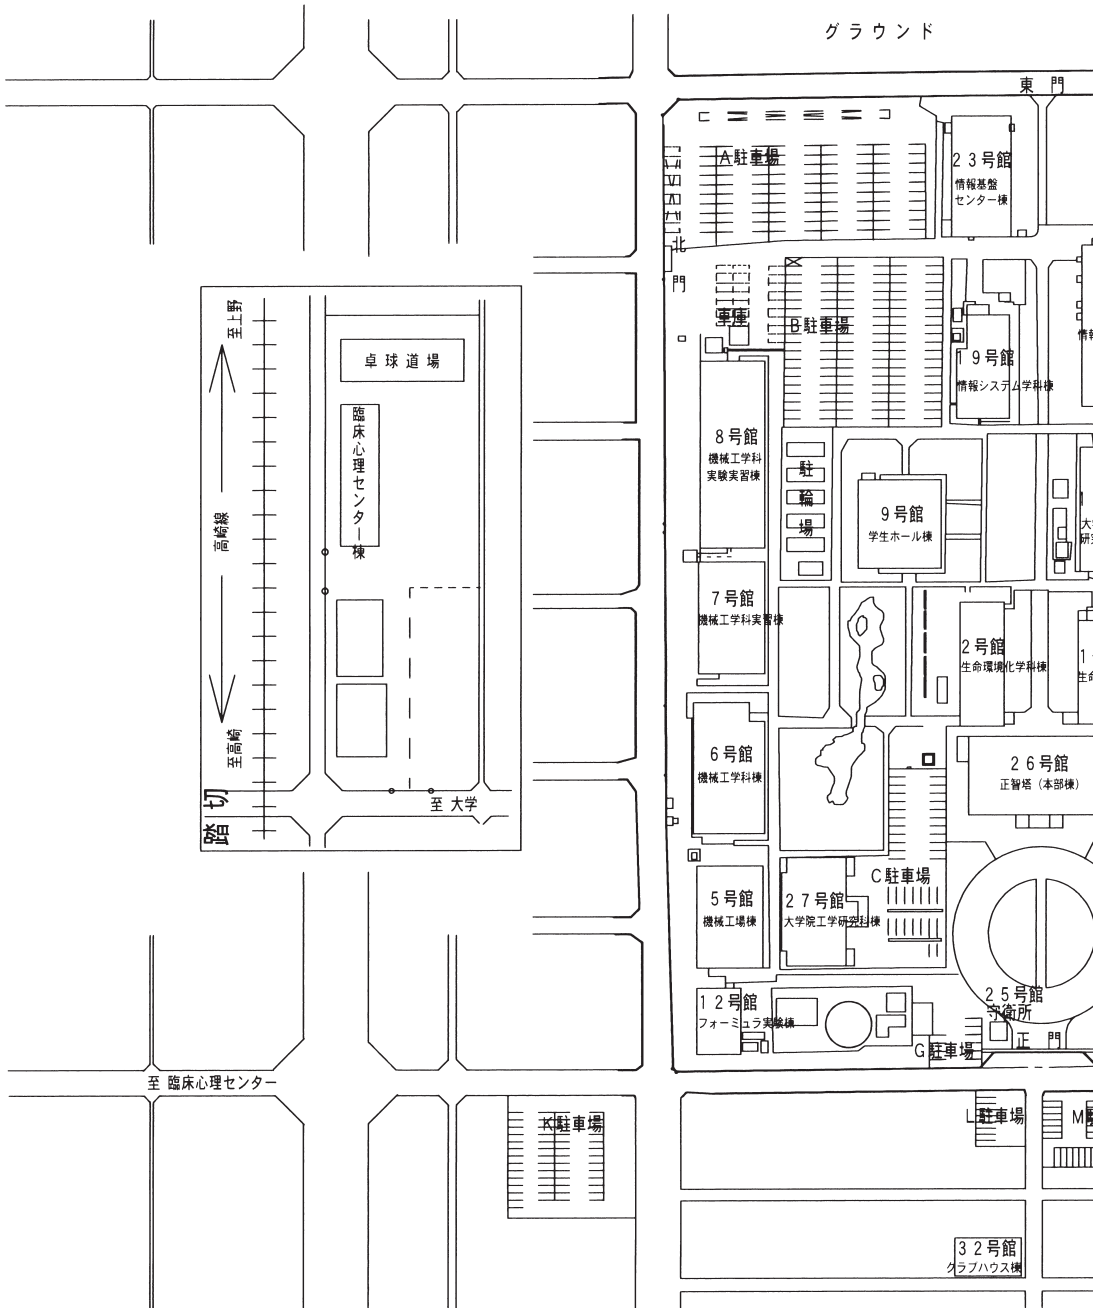 グラウンド
東 門
A駐車場
23号館
情報基盤
センター棟
北
門
車庫
B駐車場
19号館
情報システム学科棟
至上野
高崎線
至高崎
踏切
卓球道場
臨床心理センター棟
至 大学
8号館
機械工学科
実験実習棟
駐
輪
場
9号館
学生ホール棟
7号館
機械工学科実習棟
2号館
生命環境化学科棟
6号館
機械工学科棟
26号館
正智塔（本部棟）
5号館
機械工場棟
27号館
大学院工学研究科棟
C駐車場
12号館
フォーミュラ実験棟
25号館
守衛所
正 門
G駐車場
至 臨床心理センター
K駐車場
L駐車場
32号館
クラブハウス棟